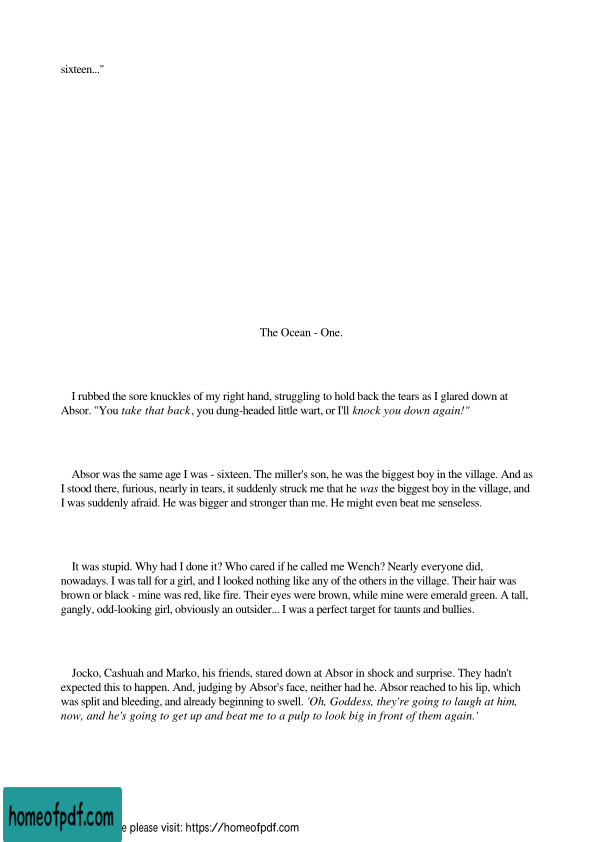 sixteen..."
The Ocean - One.
I rubbed the sore knuckles of my right hand, struggling to hold back the tears as I glared down at
Absor. "You take that back, you dung-headed little wart, or I'll knock you down again!"
Absor was the same age I was - sixteen. The miller's son, he was the biggest boy in the village. And as
I stood there, furious, nearly in tears, it suddenly struck me that he was the biggest boy in the village, and
I was suddenly afraid. He was bigger and stronger than me. He might even beat me senseless.
It was stupid. Why had I done it? Who cared if he called me Wench? Nearly everyone did,
nowadays. I was tall for a girl, and I looked nothing like any of the others in the village. Their hair was
brown or black - mine was red, like fire. Their eyes were brown, while mine were emerald green. A tall,
gangly, odd-looking girl, obviously an outsider... I was a perfect target for taunts and bullies.
Jocko, Cashuah and Marko, his friends, stared down at Absor in shock and surprise. They hadn't
expected this to happen. And, judging by Absor's face, neither had he. Absor reached to his lip, which
was split and bleeding, and already beginning to swell. 'Oh, Goddess, they're going to laugh at him,
now, and he's going to get up and beat me to a pulp to look big in front of them again.'
homeofpdf.com
e please visit: https://homeofpdf.com